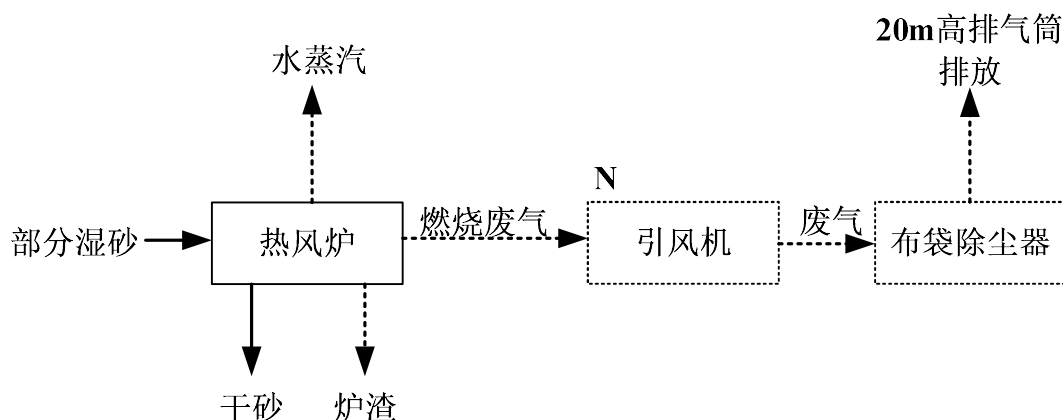 20m高排气筒
排放
水蒸汽
N
部分湿砂
热风炉
燃烧废气
引风机
废气
布袋除尘器
干砂
炉渣